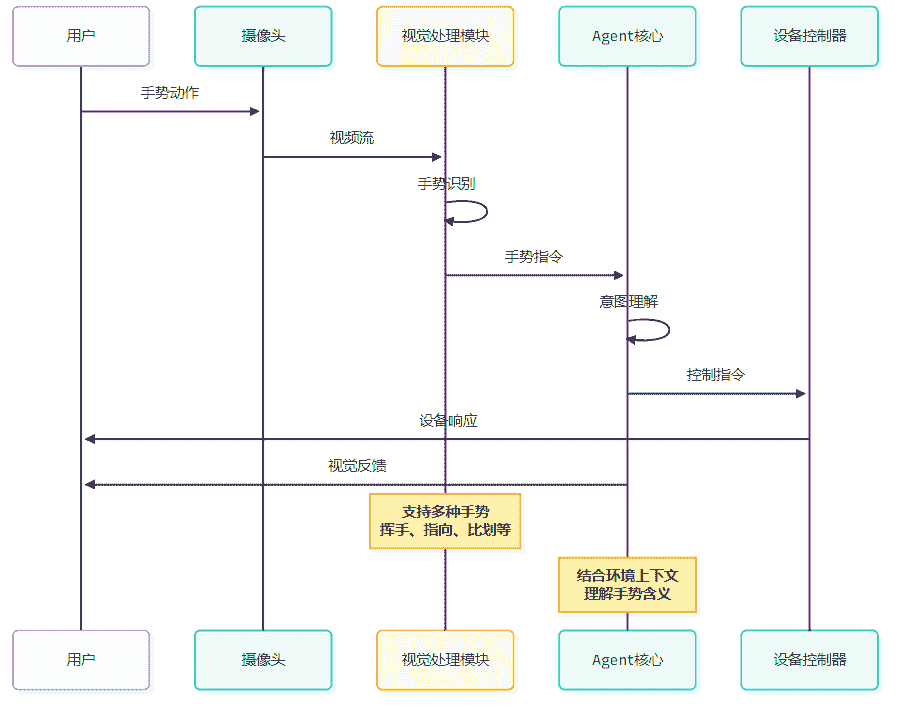 用户
摄像头
视觉处理模块
Agent核心
设备控制器
手势动作
视频流
手势识别
手势指令
意图理解
控制指令
设备响应
视觉反馈
支持多种手势
挥手、指向、比划等
结合环境上下文
理解手势含义
用户
摄像头
视觉处理模块
Agent核心
设备控制器